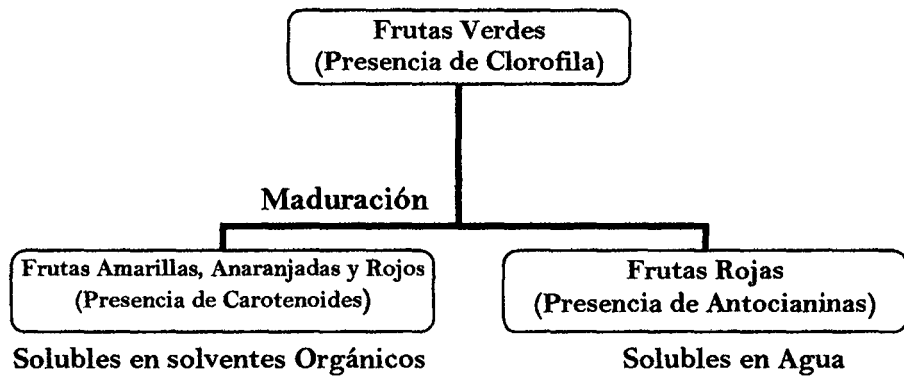 Frutas Verdes
(Presencia de Clorofila)
Maduración
Frutas Amarillas, Anaranjadas y Rojos
(Presencia de Carotenoides)
Frutas Rojas
(Presencia de Antocianinas)
Solubles en solventes Orgánicos
Solubles en Agua